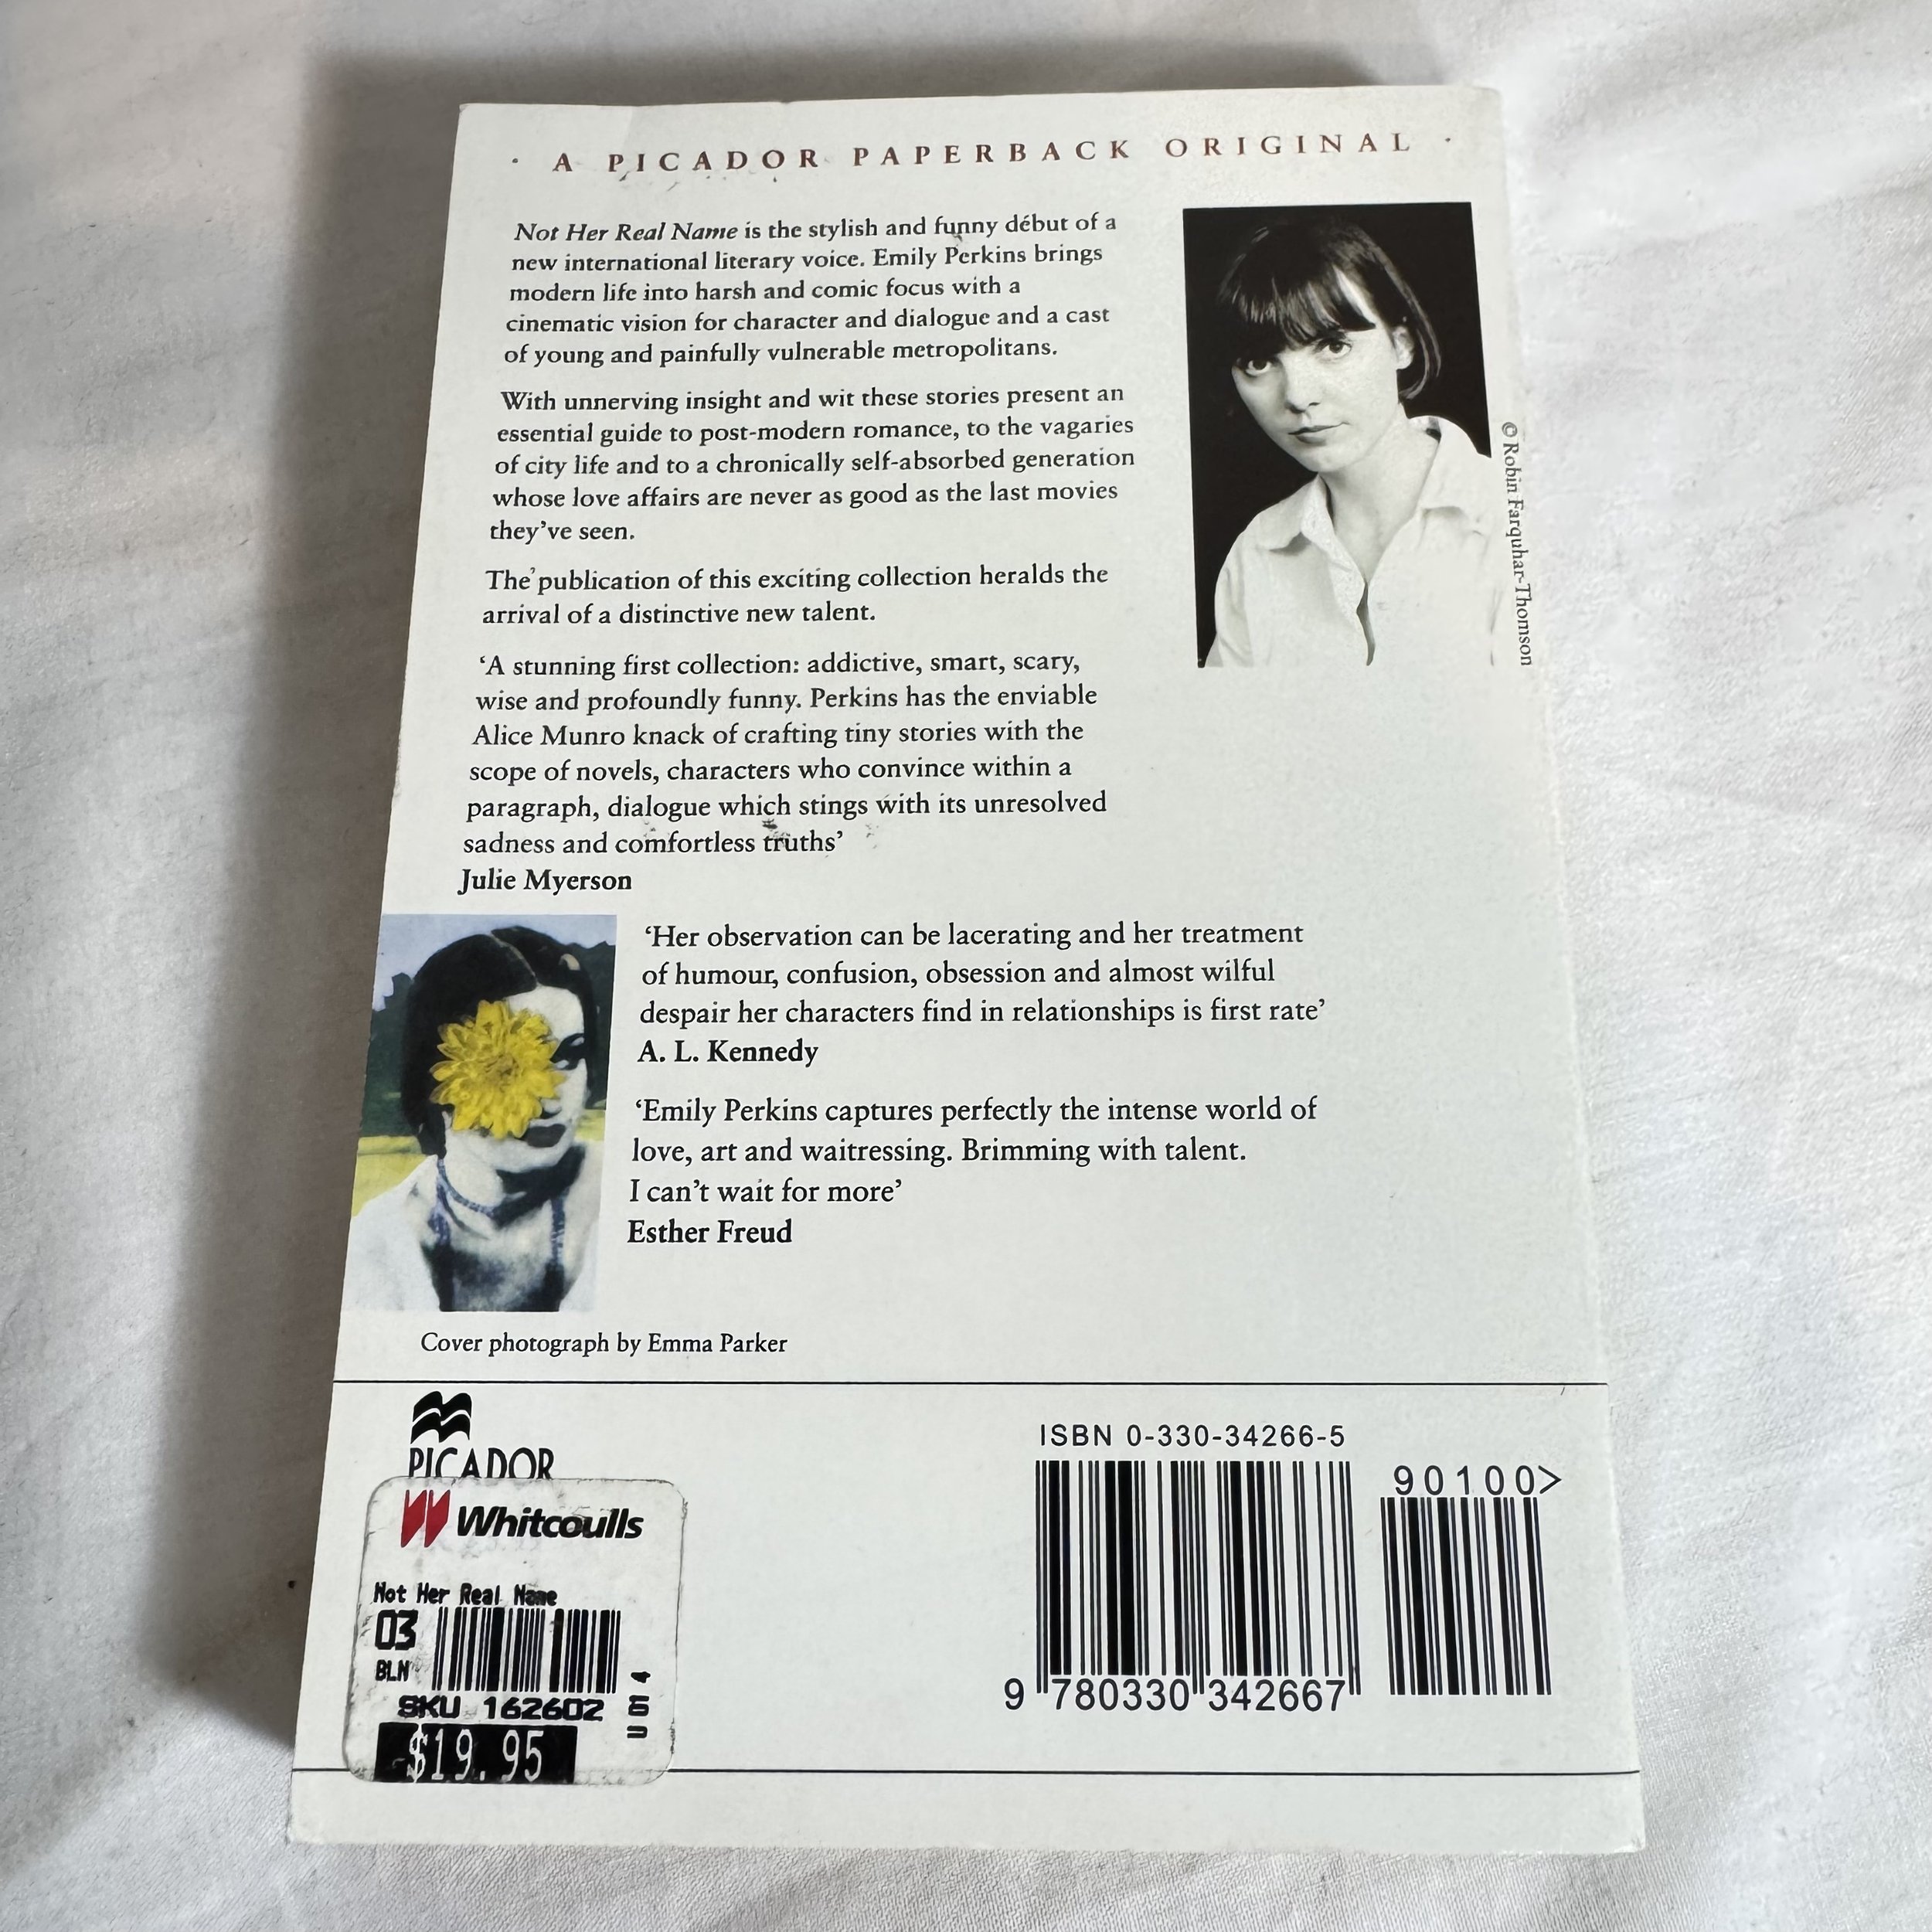 · A PICADOR PAPERBACK ORIGINAL ·
Not Her Real Name is the stylish and funny début of a
new international literary voice. Emily Perkins brings
modern life into harsh and comic focus with a
cinematic vision for character and dialogue and a cast
of young and painfully vulnerable metropolitans.
With unnerving insight and wit these stories present an
essential guide to post-modern romance, to the vagaries
of city life and to a chronically self-absorbed generation
whose love affairs are never as good as the last movies
they've seen.
The publication of this exciting collection heralds the
arrival of a distinctive new talent.
‘A stunning first collection: addictive, smart, scary,
wise and profoundly funny. Perkins has the enviable
Alice Munro knack of crafting tiny stories with the
scope of novels, characters who convince within a
paragraph, dialogue which stings with its unresolved
sadness and comfortless truths’
Julie Myerson
© Robin Farquhar-Thomson
‘Her observation can be lacerating and her treatment
of humour, confusion, obsession and almost wilful
despair her characters find in relationships is first rate’
A. L. Kennedy
‘Emily Perkins captures perfectly the intense world of
love, art and waitressing. Brimming with talent.
I can't wait for more’
Esther Freud
Cover photograph by Emma Parker
PICADOR
Whitcoulls
Not Her Real Name
03
BLN
SKU 162602
$19.95
ISBN 0-330-34266-5
90100>
9 780330 342667